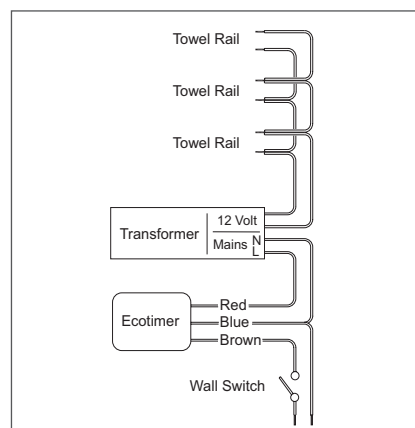 Towel Rail
Towel Rail
Towel Rail
12 Volt
Transformer
Mains N
L
Red
Ecotimer
Blue
Brown
Wall Switch